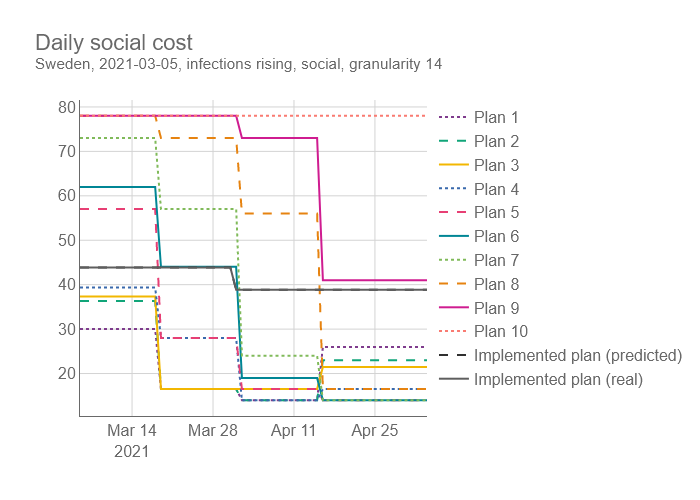 Daily social cost
Sweden, 2021-03-05, infections rising, social, granularity 14
80
70
60
50
40
30
20
Mar 14
2021
Mar 28
Apr 11
Apr 25
Plan 1
Plan 2
Plan 3
Plan 4
Plan 5
Plan 6
Plan 7
Plan 8
Plan 9
Plan 10
Implemented plan (predicted)
Implemented plan (real)